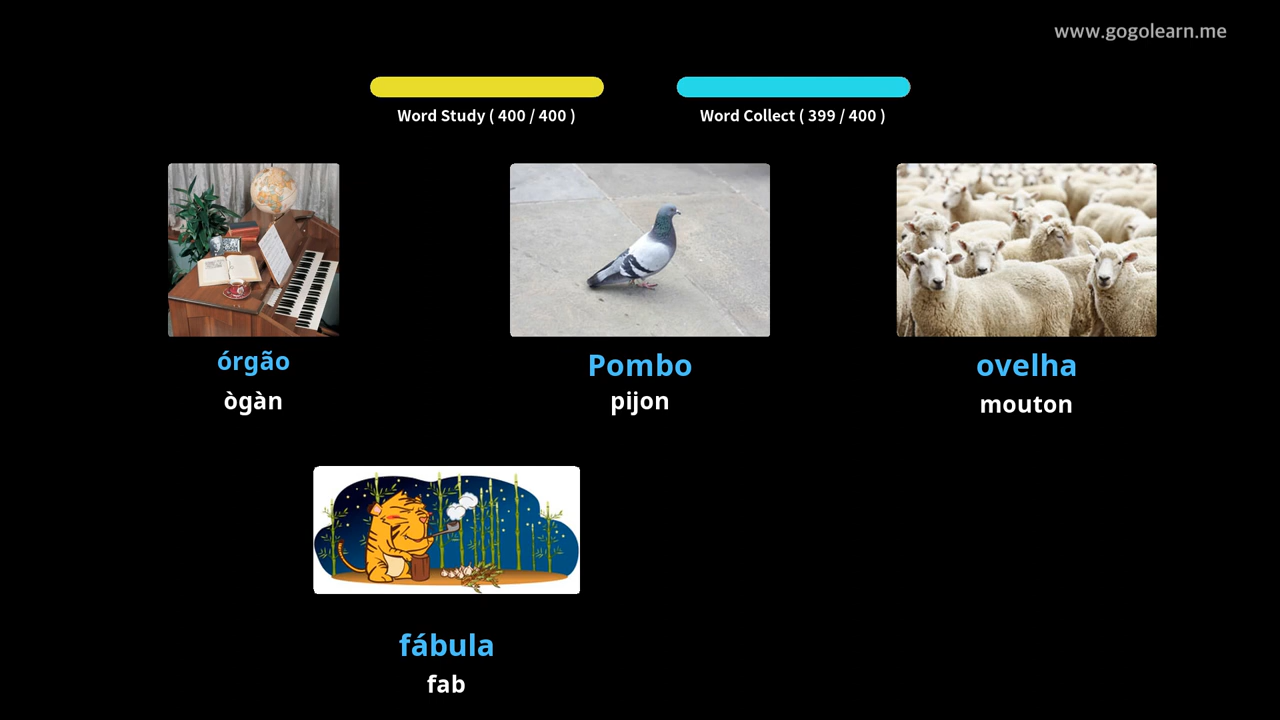 www.gogolearn.me
Word Study ( 400 / 400 )
Word Collect ( 399 / 400 )
órgão
ògàn
Pombo
pijon
ovelha
mouton
fábula
fab